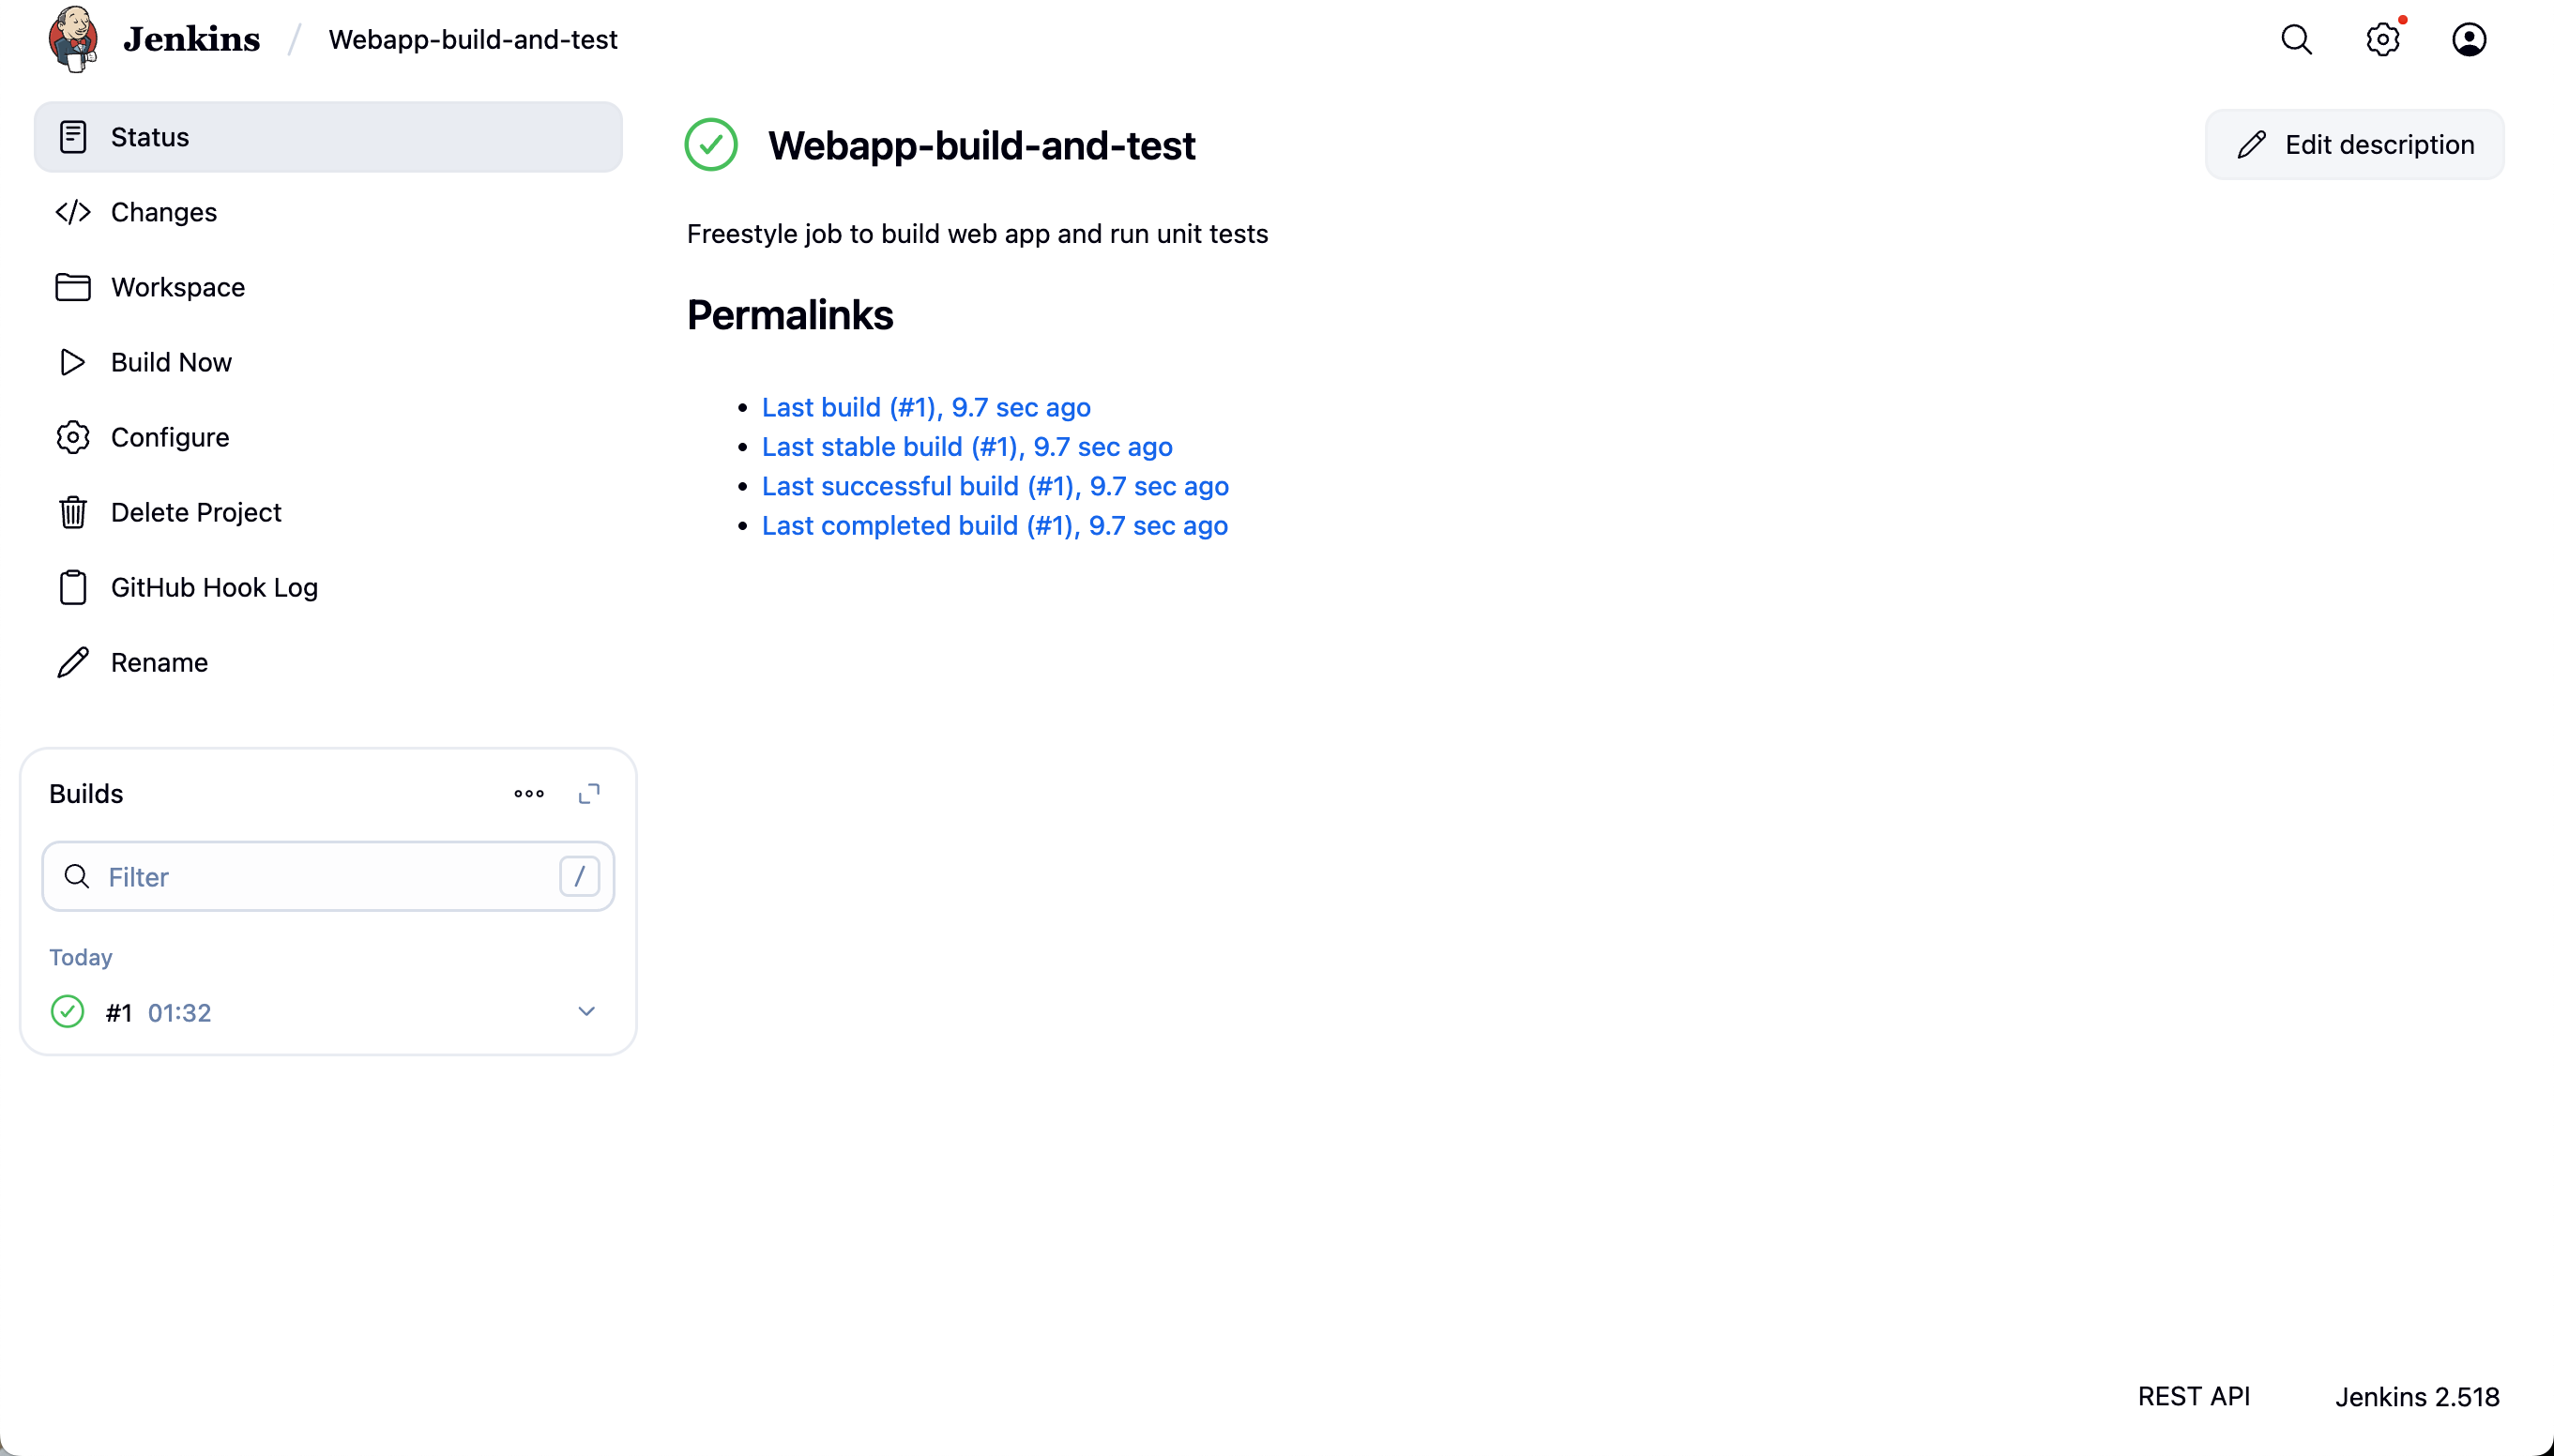 Jenkins / Webapp-build-and-test
Status
Changes
Workspace
Build Now
Configure
Delete Project
GitHub Hook Log
Rename
Builds
Filter /
Today
#1 01:32
Webapp-build-and-test
Edit description
Freestyle job to build web app and run unit tests
Permalinks
• Last build (#1), 9.7 sec ago
• Last stable build (#1), 9.7 sec ago
• Last successful build (#1), 9.7 sec ago
• Last completed build (#1), 9.7 sec ago
REST API Jenkins 2.518